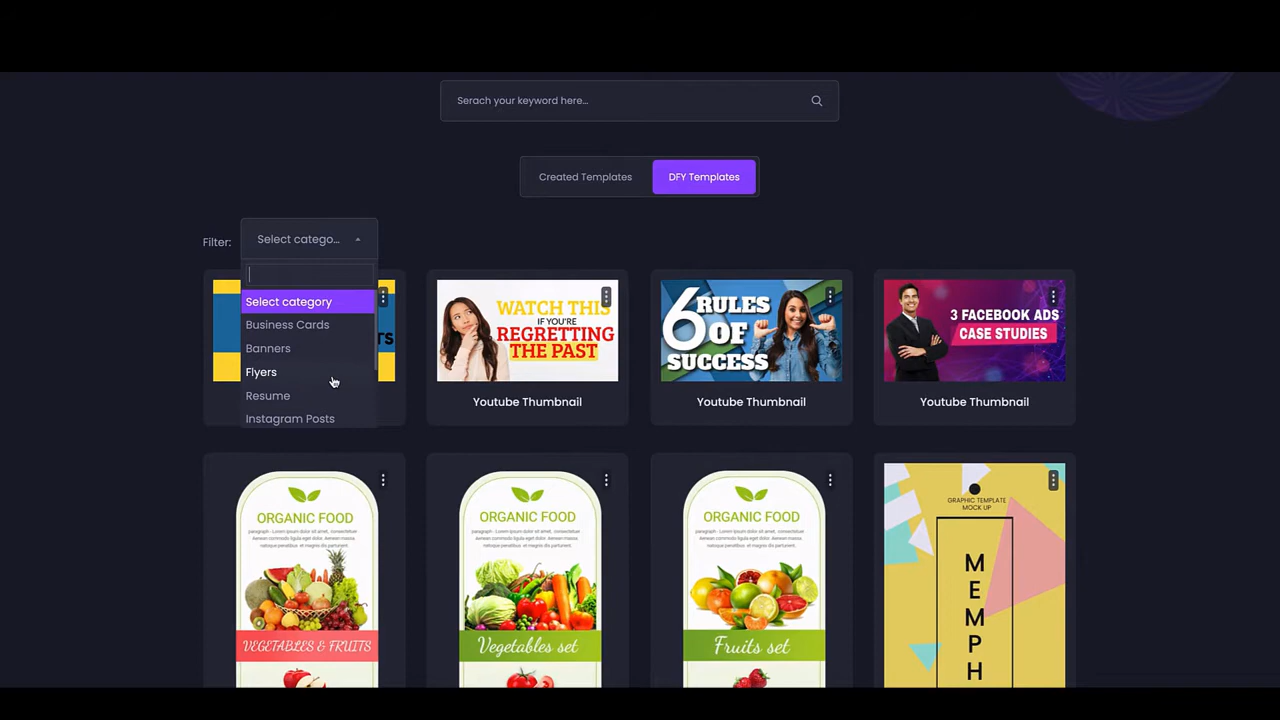 Serach your keyword here...
Created Templates
DFY Templates
Filter:
Select catego...
Select category
Business Cards
Banners
Flyers
Resume
Instagram Posts
TS
WATCH THIS
IF YOU'RE
REGRETTING
THE PAST
Youtube Thumbnail
6 RULES
OF
SUCCESS
Youtube Thumbnail
3 FACEBOOK ADS
CASE STUDIES
Youtube Thumbnail
ORGANIC FOOD
VEGETABLES & FRUITS
ORGANIC FOOD
Vegetables set
ORGANIC FOOD
Fruits set
GRAPHIC TEMPLATE
MOCK UP
M
E
M
P
H